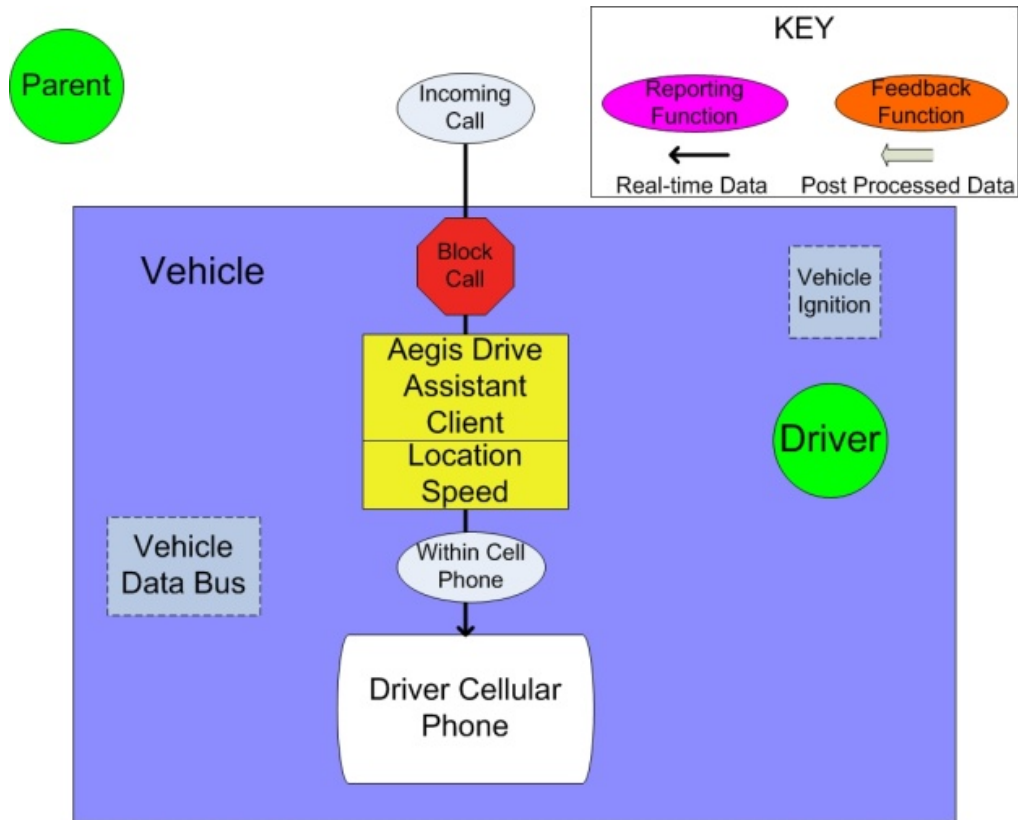 Parent
Incoming
Call
KEY
Reporting
Function
Feedback
Function
Real-time Data
Post Processed Data
Vehicle
Block
Call
Vehicle
Ignition
Aegis Drive
Assistant
Client
Location
Speed
Driver
Vehicle
Data Bus
Within Cell
Phone
Driver Cellular
Phone